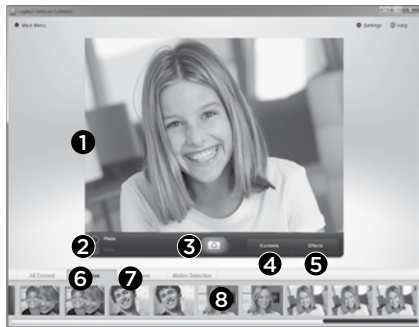 Logitech Webcam Software
Main Menu
Settings
Help
1
2
Photo
3
Controls
Effects
4
5
All Content
Motion Detection
6
7
8